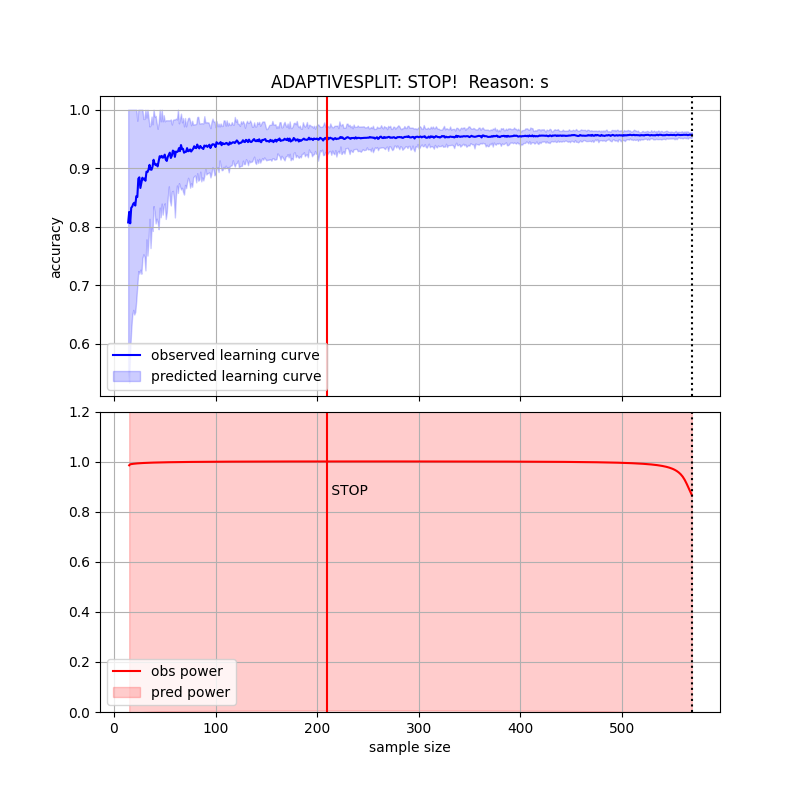 ADAPTIVESPLIT: STOP!  Reason: s
1.0
0.9
0.8
0.7
0.6
accuracy
observed learning curve
predicted learning curve
1.2
1.0
0.8
0.6
0.4
0.2
0.0
STOP
obs power
pred power
0 100 200 300 400 500
sample size